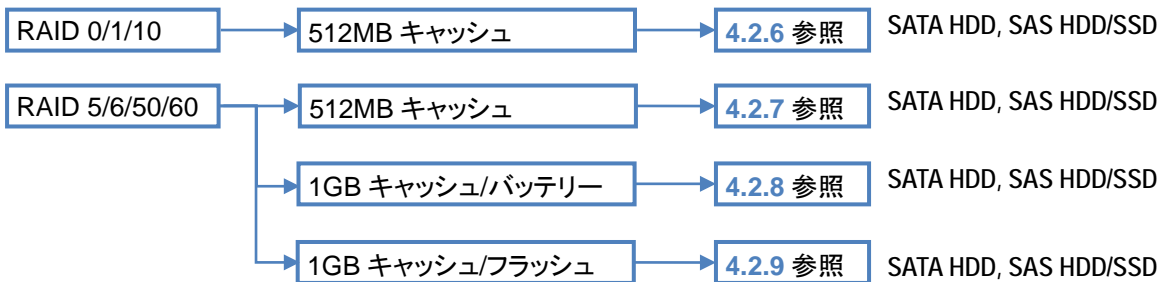 RAID 0/1/10 512MB キャッシュ 4.2.6 参照 SATA HDD, SAS HDD/SSD
RAID 5/6/50/60 512MB キャッシュ 4.2.7 参照 SATA HDD, SAS HDD/SSD
1GB キャッシュ/バッテリー 4.2.8 参照 SATA HDD, SAS HDD/SSD
1GB キャッシュ/フラッシュ 4.2.9 参照 SATA HDD, SAS HDD/SSD